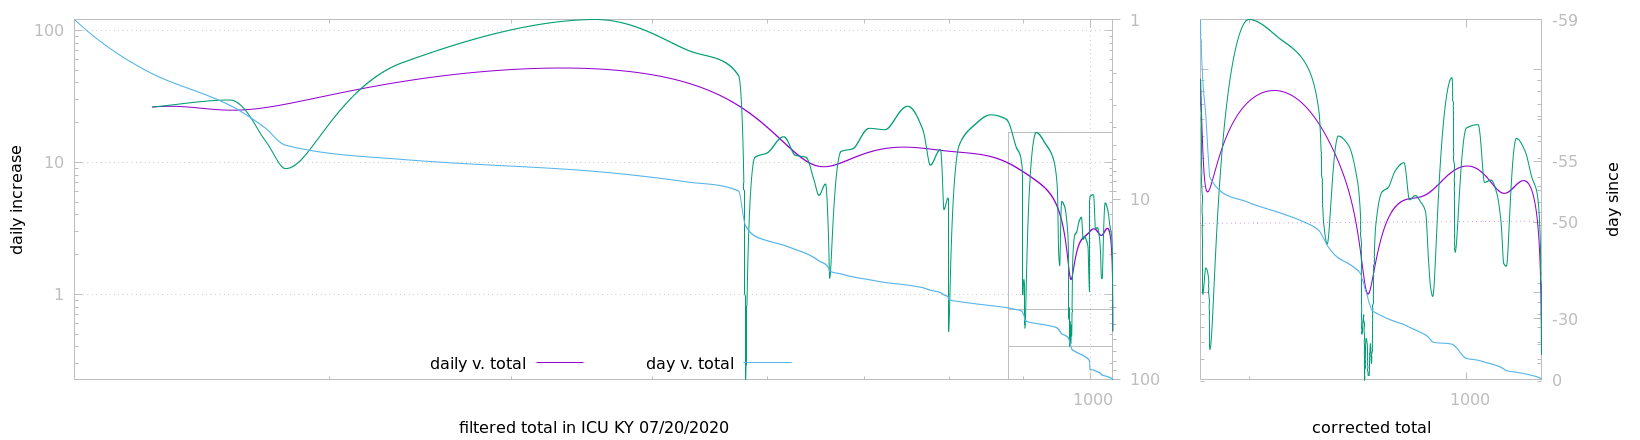 100
10
1
daily increase
daily v. total
day v. total
1
10
100
1000
filtered total in ICU KY 07/20/2020
-59
-55
-50
-30
0
day since
1000
corrected total